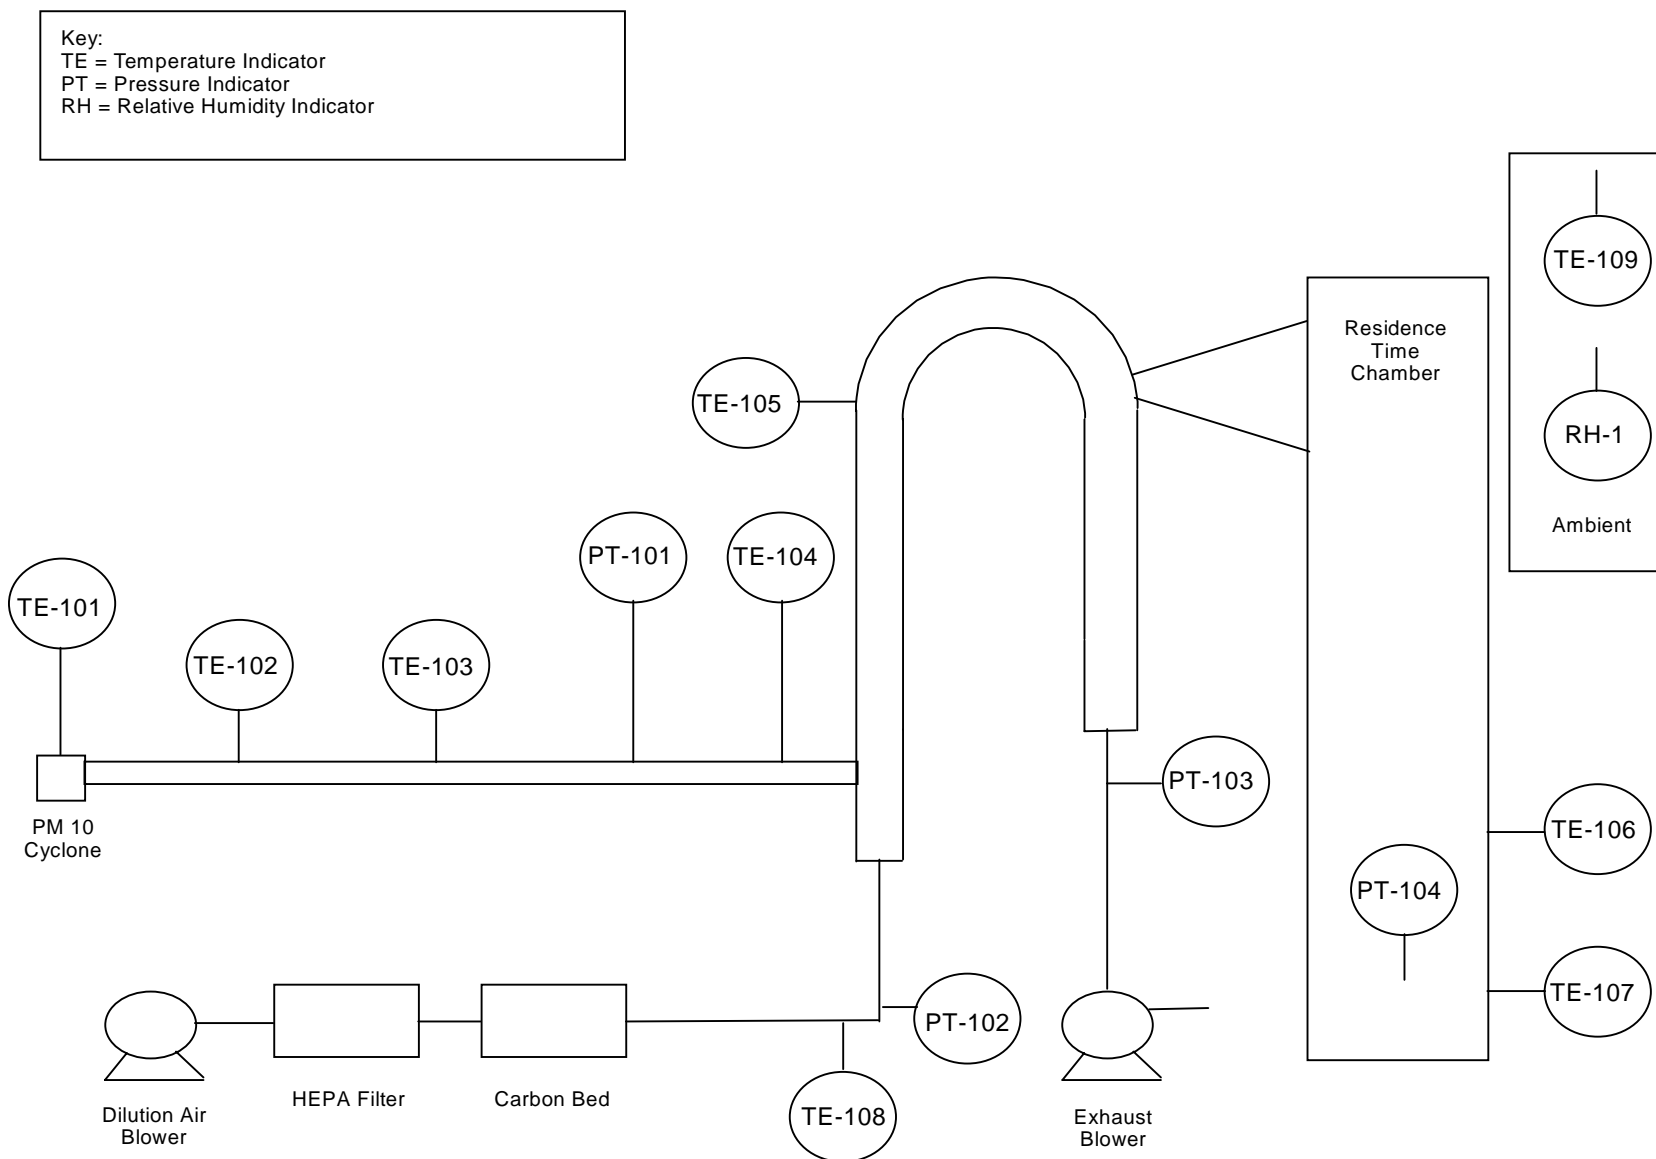 Key:
TE = Temperature Indicator
PT = Pressure Indicator
RH = Relative Humidity Indicator
TE-109
Residence
Time
Chamber
TE-105
RH-1
Ambient
PT-101
TE-104
TE-101
TE-102
TE-103
PT-103
PM 10
Cyclone
TE-106
PT-104
TE-107
PT-102
HEPA Filter
Carbon Bed
Dilution Air
Blower
TE-108
Exhaust
Blower